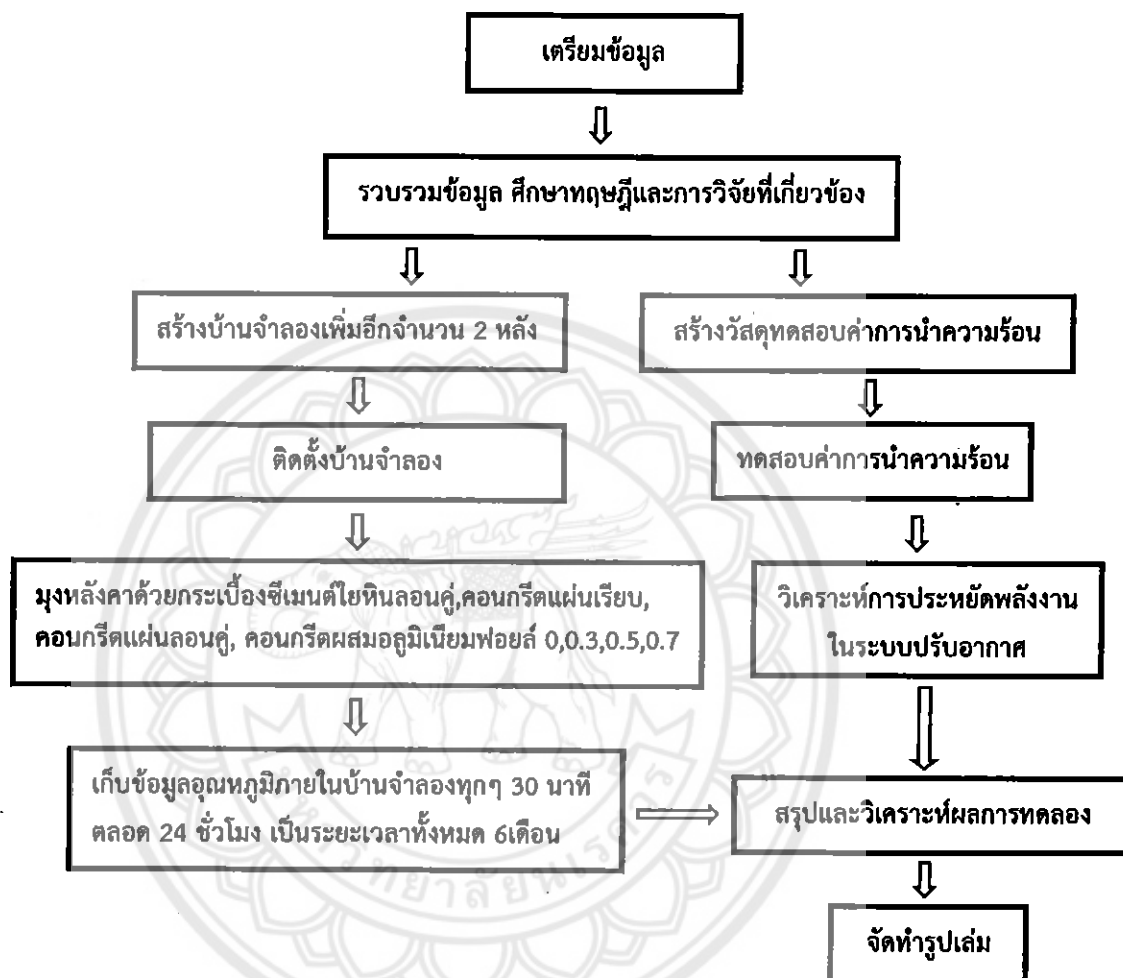 เตรียมข้อมูล
รวบรวมข้อมูล ศึกษาทฤษฎีและการวิจัยที่เกี่ยวข้อง
สร้างบ้านจำลองเพิ่มอีกจำนวน 2 หลัง
สร้างวัสดุทดสอบค่าการนำความร้อน
ติดตั้งบ้านจำลอง
ทดสอบค่าการนำความร้อน
มุงหลังคาด้วยกระเบื้องซีเมนต์ใยหินลอนคู่,คอนกรีตแผ่นเรียบ,
คอนกรีตแผ่นลอนคู่, คอนกรีตผสมอลูมิเนียมฟอยล์ 0,0.3,0.5,0.7
วิเคราะห์การประหยัดพลังงาน
ในระบบปรับอากาศ
เก็บข้อมูลอุณหภูมิภายในบ้านจำลองทุกๆ 30 นาที
ตลอด 24 ชั่วโมง เป็นระยะเวลาทั้งหมด 6เดือน
สรุปและวิเคราะห์ผลการทดลอง
จัดทำรูปเล่ม